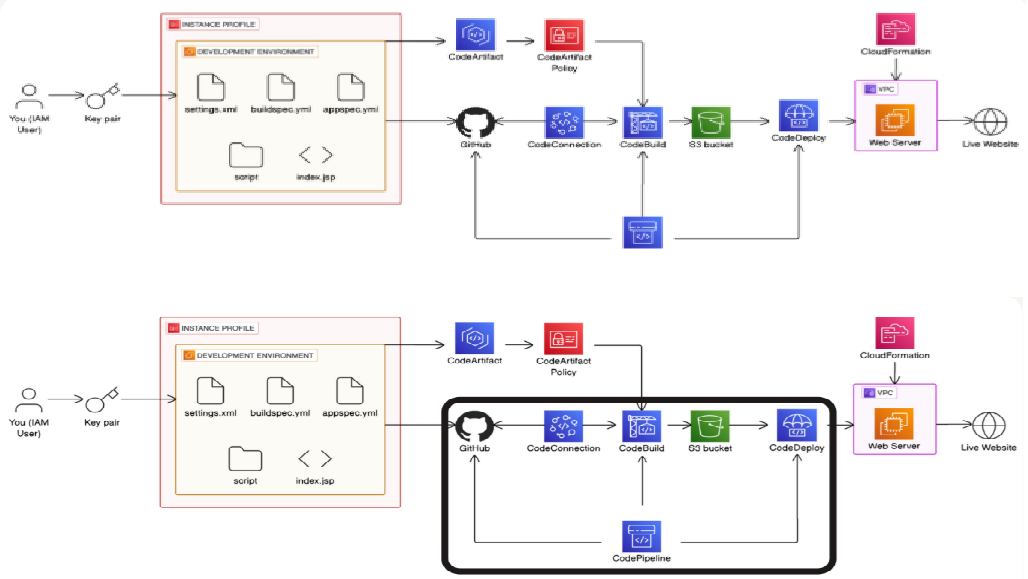 INSTANCE PROFILE
DEVELOPMENT ENVIRONMENT
CodeArtifact
CodeArtifact
Policy
CloudFormation
settings.xml
buildspec.yml
appspec.yml
VPC
You (IAM
User)
Key pair
GitHub
CodeConnection
CodeBuild
S3 bucket
CodeDeploy
Web Server
Live Website
script
index.jsp
INSTANCE PROFILE
DEVELOPMENT ENVIRONMENT
CodeArtifact
CodeArtifact
Policy
CloudFormation
settings.xml
buildspec.yml
appspec.yml
VPC
You (IAM
User)
Key pair
GitHub
CodeConnection
CodeBuild
S3 bucket
CodeDeploy
Web Server
Live Website
script
index.jsp
CodePipeline